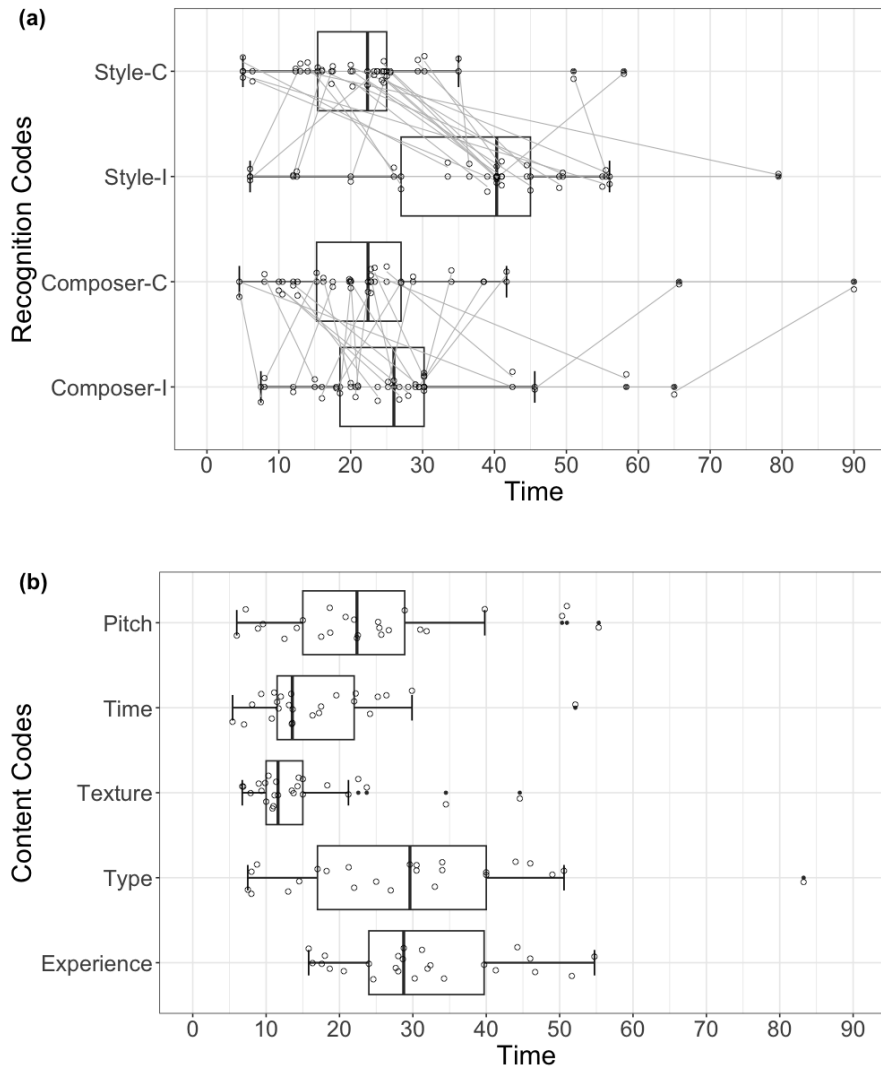 (a)
Recognition Codes
Style-C
Style-I
Composer-C
Composer-I
0 10 20 30 40 50 60 70 80 90
Time
(b)
Content Codes
Pitch
Time
Texture
Type
Experience
0 10 20 30 40 50 60 70 80 90
Time